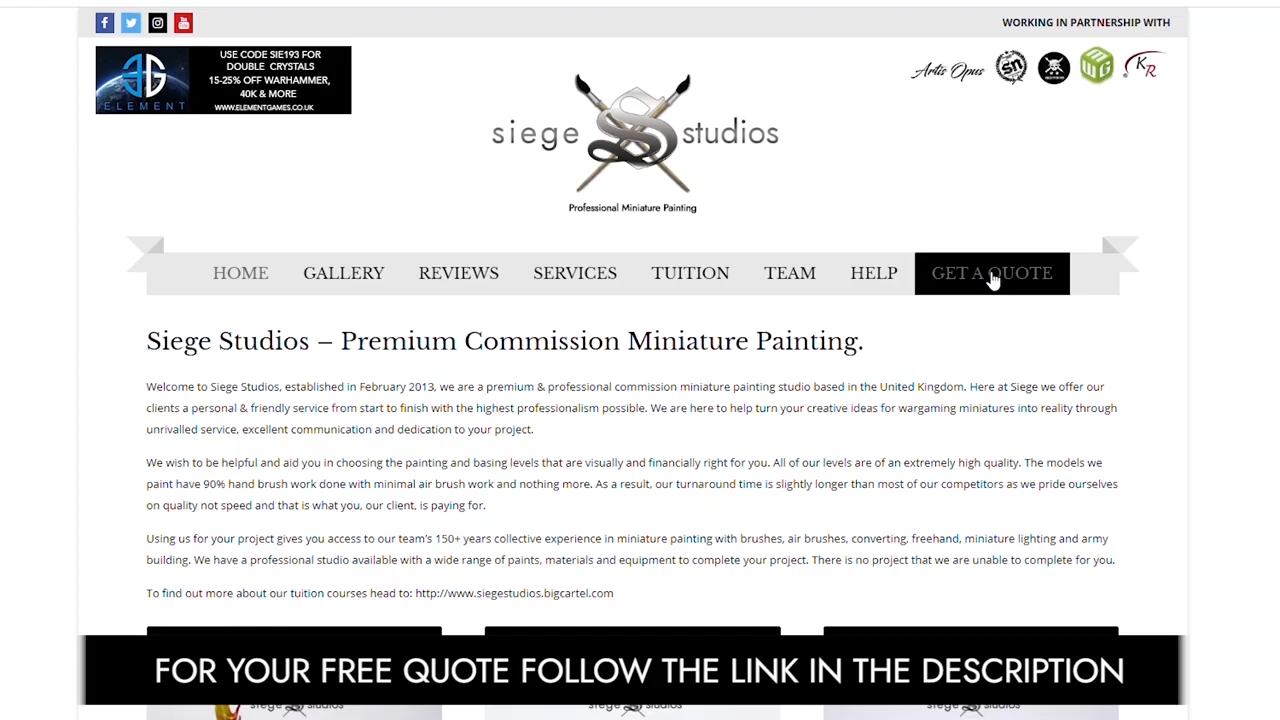 WORKING IN PARTNERSHIP WITH
USE CODE SIE193 FOR
DOUBLE CRYSTALS
15-25% OFF WARHAMMER,
40K & MORE
WWW.ELEMENTGAMES.CO.UK
ELEMENT
Artis Opus
KR
siege S studios
Professional Miniature Painting
HOME GALLERY REVIEWS SERVICES TUITION TEAM HELP GET A QUOTE
Siege Studios – Premium Commission Miniature Painting.
Welcome to Siege Studios, established in February 2013, we are a premium & professional commission miniature painting studio based in the United Kingdom. Here at Siege we offer our
clients a personal & friendly service from start to finish with the highest professionalism possible. We are here to help turn your creative ideas for wargaming miniatures into reality through
unrivalled service, excellent communication and dedication to your project.
We wish to be helpful and aid you in choosing the painting and basing levels that are visually and financially right for you. All of our levels are of an extremely high quality. The models we
paint have 90% hand brush work done with minimal air brush work and nothing more. As a result, our turnaround time is slightly longer than most of our competitors as we pride ourselves
on quality not speed and that is what you, our client, is paying for.
Using us for your project gives you access to our team's 150+ years collective experience in miniature painting with brushes, air brushes, converting, freehand, miniature lighting and army
building. We have a professional studio available with a wide range of paints, materials and equipment to complete your project. There is no project that we are unable to complete for you.
To find out more about our tuition courses head to: http://www.siegestudios.bigcartel.com
FOR YOUR FREE QUOTE FOLLOW THE LINK IN THE DESCRIPTION